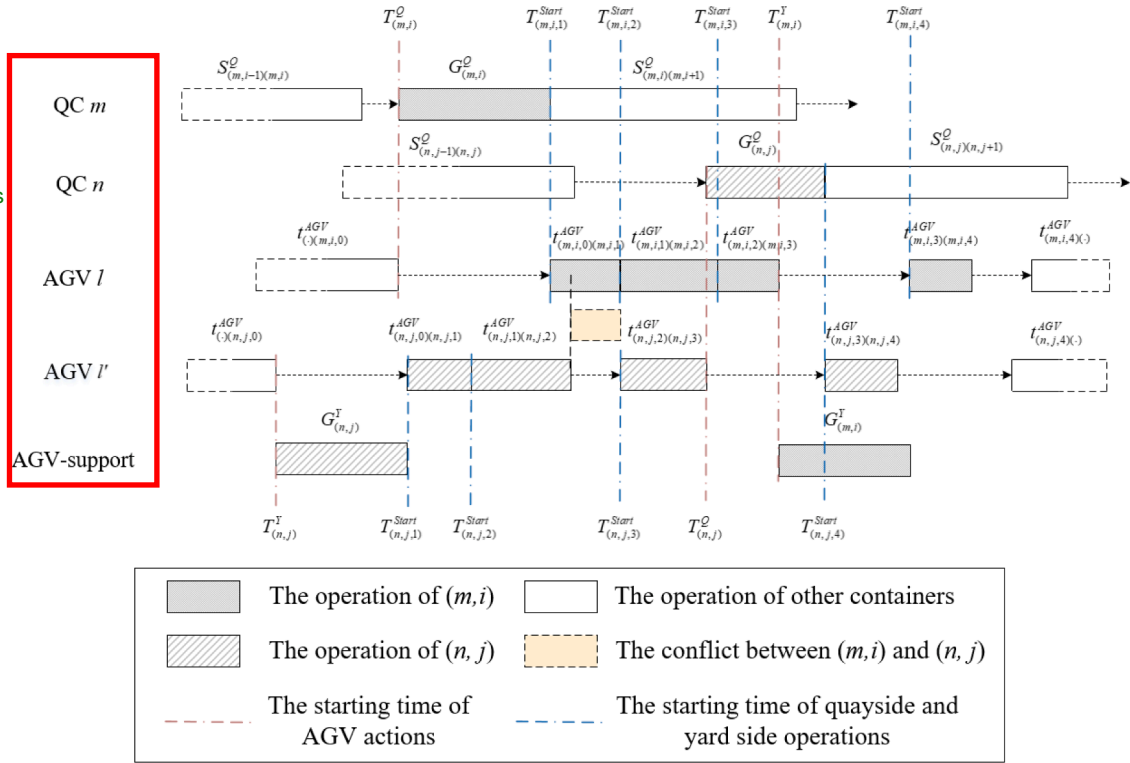 T^Q_(m,i) T^Start_(m,i,1) T^Start_(m,i,2) T^Start_(m,i,3) T^Σ_(m,i) T^Start_(m,i,4)
S^Q_(m,i−1)(m,i) G^Q_(m,i) S^Q_(m,i)(m,i+1)
QC m
S^Q_(n,j−1)(n,j) G^Q_(n,j) S^Q_(n,j)(n,j+1)
QC n
s
t^AGV_(·)(m,i,0) t^AGV_(m,i,0)(m,i,1) t^AGV_(m,i,1)(m,i,2) t^AGV_(m,i,2)(m,i,3) t^AGV_(m,i,3)(m,i,4) t^AGV_(m,i,4)(·)
AGV l
t^AGV_(·)(n,j,0) t^AGV_(n,j,0)(n,j,1) t^AGV_(n,j,1)(n,j,2) t^AGV_(n,j,2)(n,j,3) t^AGV_(n,j,3)(n,j,4) t^AGV_(n,j,4)(·)
AGV l'
G^Σ_(n,j) G^Σ_(m,i)
AGV-support
T^Σ_(n,j) T^Start_(n,j,1) T^Start_(n,j,2) T^Start_(n,j,3) T^Q_(n,j) T^Start_(n,j,4)
The operation of (m,i) The operation of other containers
The operation of (n, j) The conflict between (m,i) and (n, j)
The starting time of The starting time of quayside and
AGV actions yard side operations